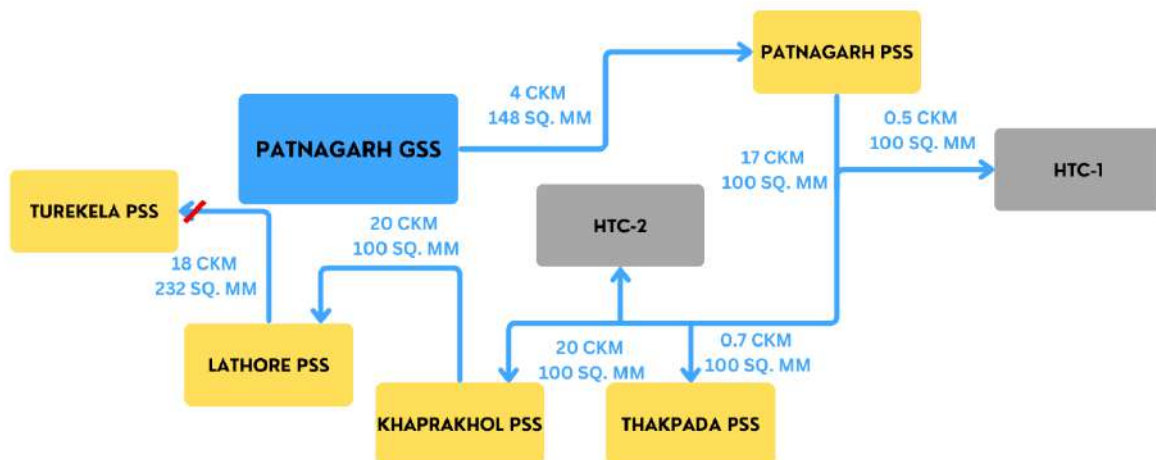 PATNAGARH PSS
4 CKM
148 SQ. MM
0.5 CKM
100 SQ. MM
PATNAGARH GSS
17 CKM
100 SQ. MM
HTC-1
TUREKELA PSS
HTC-2
20 CKM
100 SQ. MM
18 CKM
232 SQ. MM
LATHORE PSS
20 CKM
100 SQ. MM
0.7 CKM
100 SQ. MM
KHAPRAKHOL PSS
THAKPADA PSS